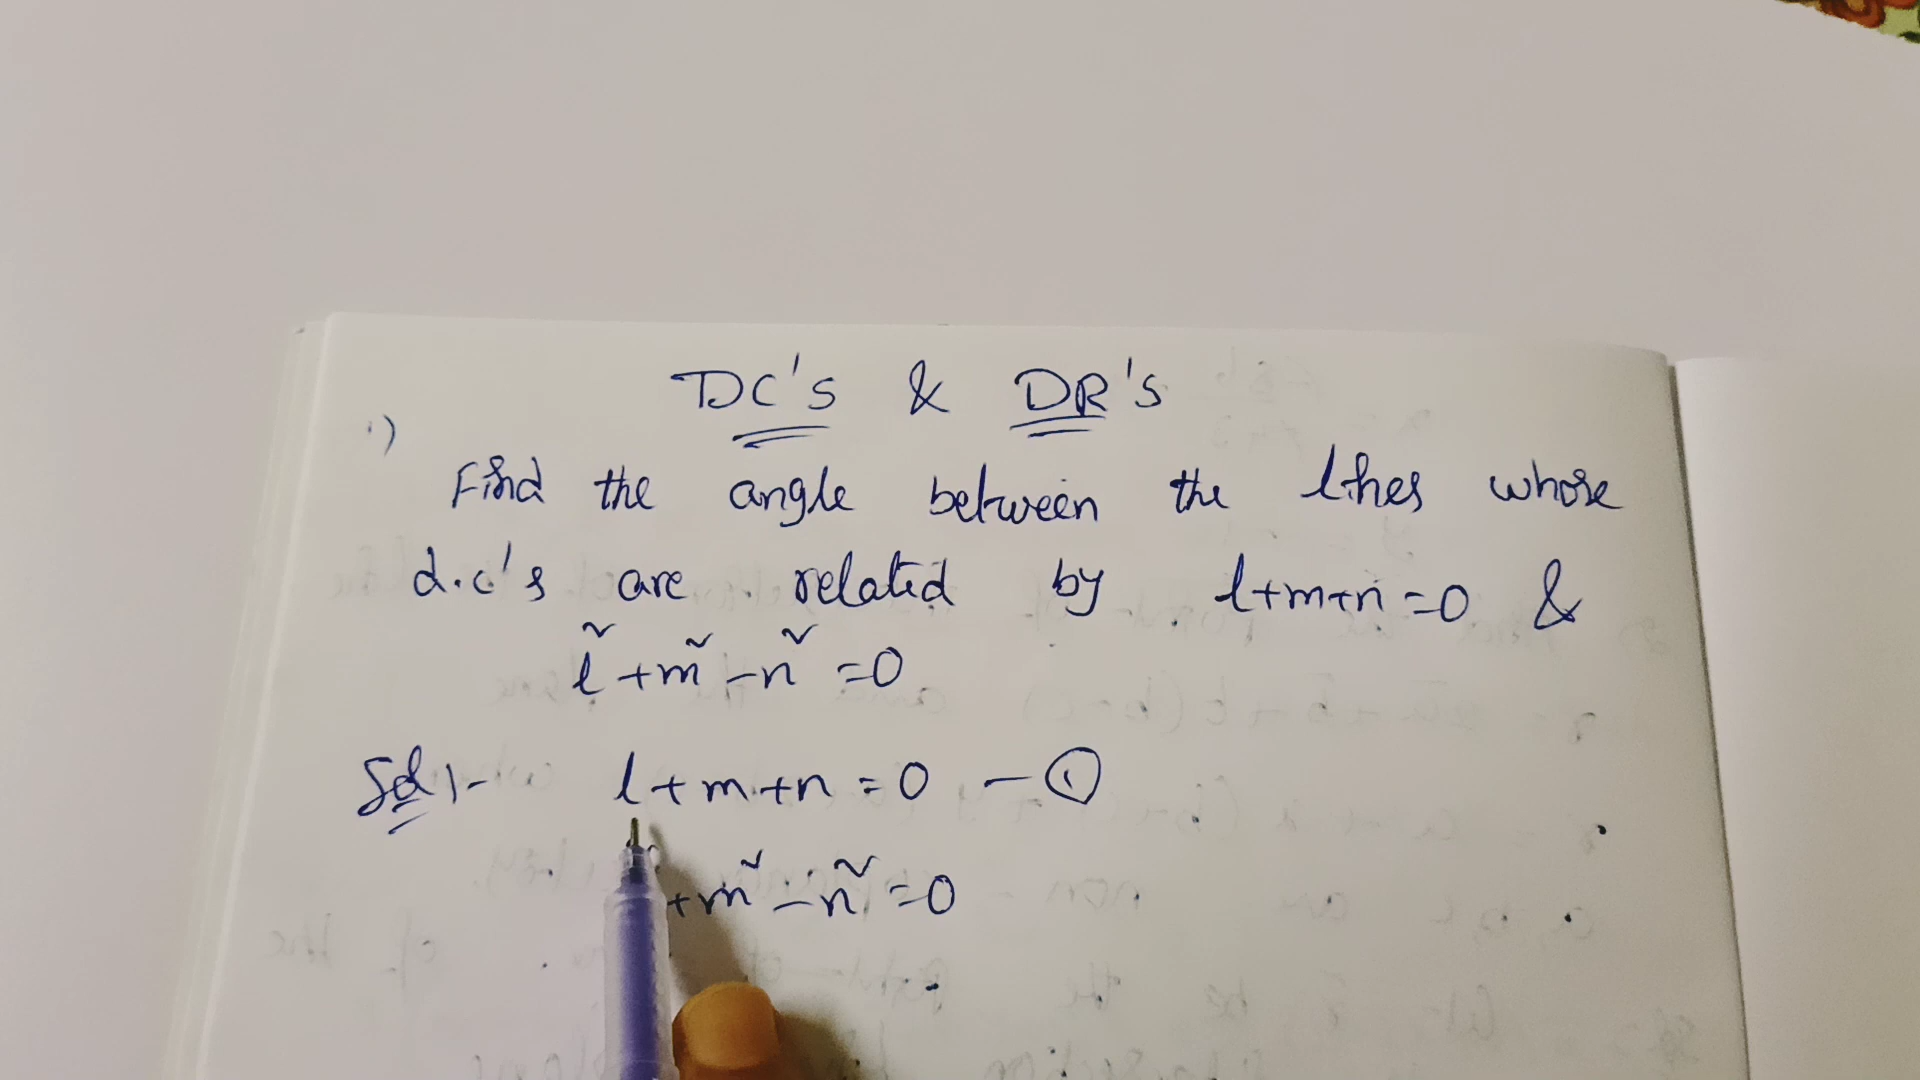 DC's & DR's
1)
Find the angle between the lines whose
d.c's are related by l+m+n=0 &
l²+m²-n²=0
Sol:- l+m+n=0 - ①
+m²-n²=0